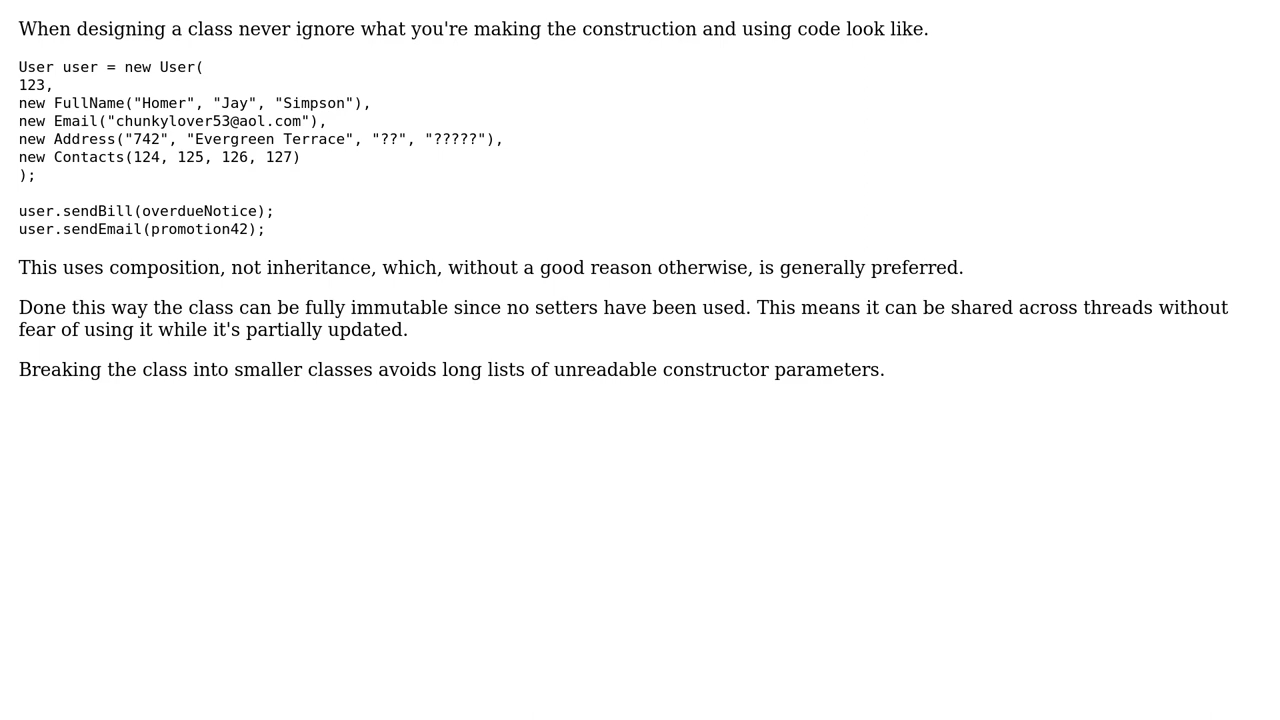 When designing a class never ignore what you're making the construction and using code look like.
User user = new User(
123,
new FullName("Homer", "Jay", "Simpson"),
new Email("chunkylover53@aol.com"),
new Address("742", "Evergreen Terrace", "??", "?????"),
new Contacts(124, 125, 126, 127)
);
user.sendBill(overdueNotice);
user.sendEmail(promotion42);
This uses composition, not inheritance, which, without a good reason otherwise, is generally preferred.
Done this way the class can be fully immutable since no setters have been used. This means it can be shared across threads without
fear of using it while it's partially updated.
Breaking the class into smaller classes avoids long lists of unreadable constructor parameters.